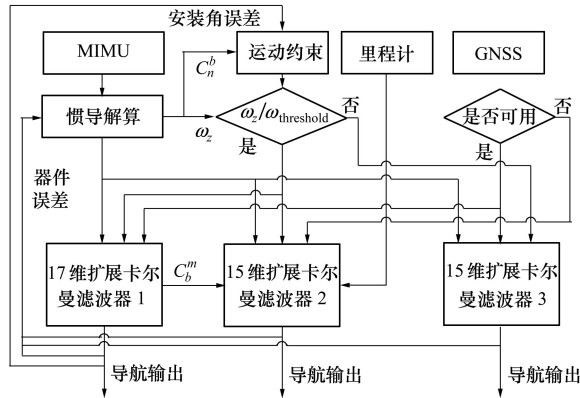 安装角误差
MIMU
运动约束
里程计
GNSS
C_n^b
惯导解算
ω_z
ω_z/ω_threshold
否
是
是否可用
否
是
器件
误差
17维扩展卡尔
曼滤波器 1
C_b^m
15维扩展卡尔
曼滤波器 2
15维扩展卡尔
曼滤波器 3
导航输出
导航输出
导航输出